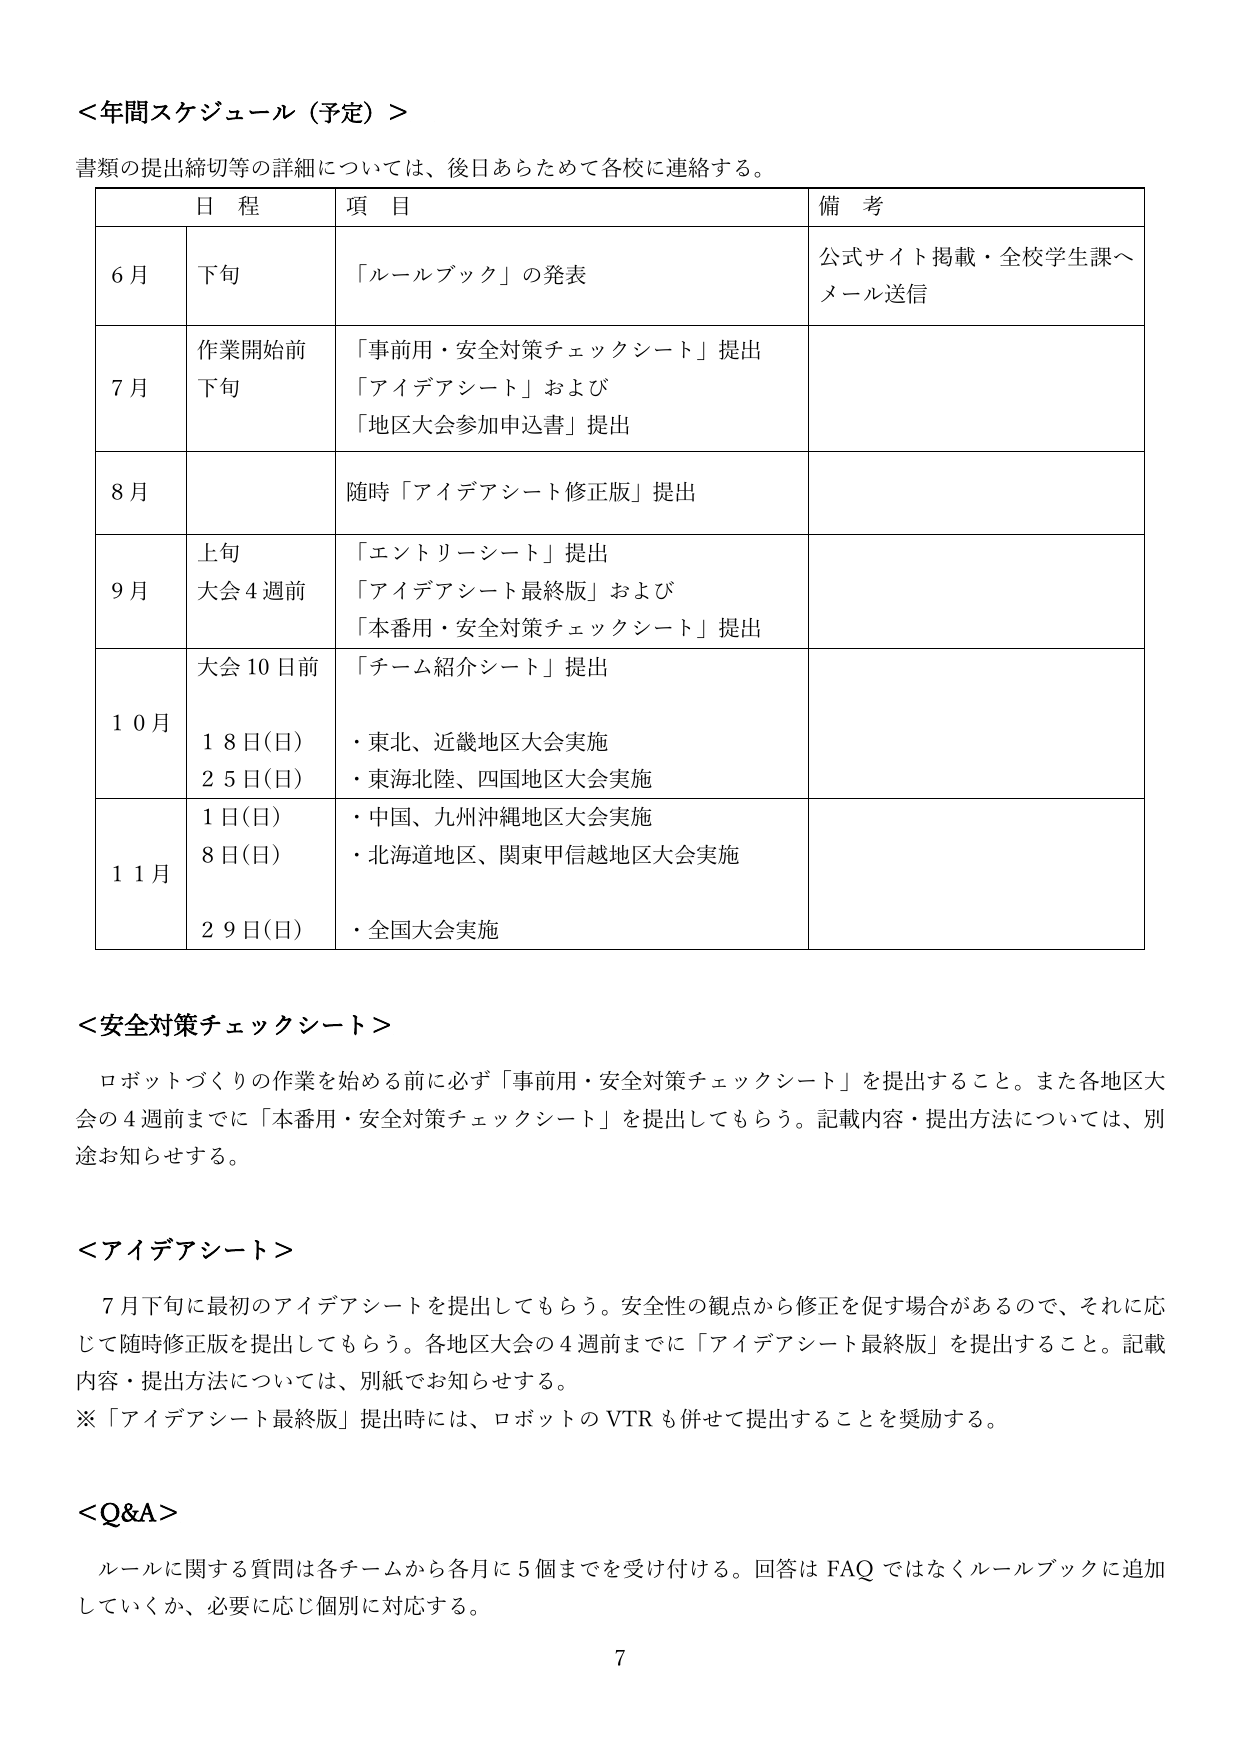 ＜年間スケジュール（予定）＞
書類の提出締切等の詳細については、後日あらためて各校に連絡する。
日　程　項　目　備　考
６月　下旬　「ルールブック」の発表　公式サイト掲載・全校学生課へ
メール送信
７月　作業開始前　「事前用・安全対策チェックシート」提出
下旬　「アイデアシート」および
「地区大会参加申込書」提出
８月　随時「アイデアシート修正版」提出
９月　上旬　「エントリーシート」提出
大会４週前　「アイデアシート最終版」および
「本番用・安全対策チェックシート」提出
１０月　大会 10 日前　「チーム紹介シート」提出
１８日(日)　・東北、近畿地区大会実施
２５日(日)　・東海北陸、四国地区大会実施
１１月　１日(日)　・中国、九州沖縄地区大会実施
８日(日)　・北海道地区、関東甲信越地区大会実施
２９日(日)　・全国大会実施
＜安全対策チェックシート＞
ロボットづくりの作業を始める前に必ず「事前用・安全対策チェックシート」を提出すること。また各地区大
会の４週前までに「本番用・安全対策チェックシート」を提出してもらう。記載内容・提出方法については、別
途お知らせする。
＜アイデアシート＞
７月下旬に最初のアイデアシートを提出してもらう。安全性の観点から修正を促す場合があるので、それに応
じて随時修正版を提出してもらう。各地区大会の４週前までに「アイデアシート最終版」を提出すること。記載
内容・提出方法については、別紙でお知らせする。
※「アイデアシート最終版」提出時には、ロボットの VTR も併せて提出することを奨励する。
＜Q&A＞
ルールに関する質問は各チームから各月に５個までを受け付ける。回答は FAQ ではなくルールブックに追加
していくか、必要に応じ個別に対応する。
7